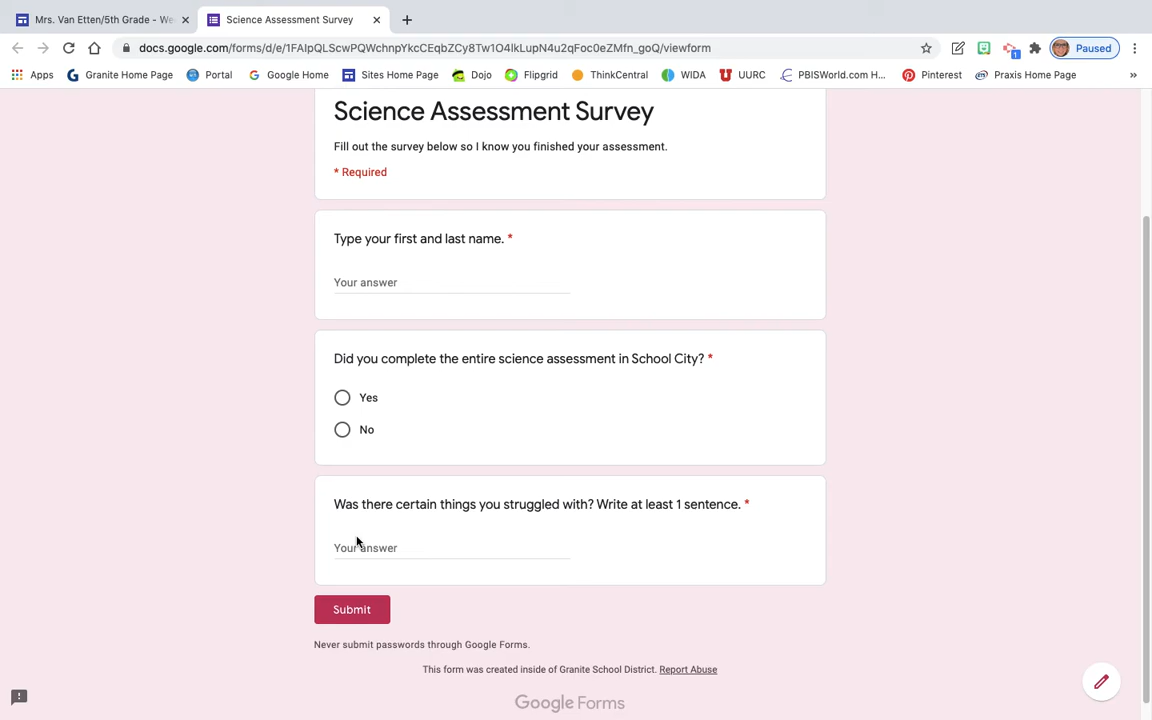 Mrs. Van Etten/5th Grade - We
Science Assessment Survey
docs.google.com/forms/d/e/1FAIpQLScwPQWchnpYkcCEqbZCy8Tw1O4lkLupN4u2qFoc0eZMfn_goQ/viewform
1
Paused
Apps Granite Home Page Portal Google Home Sites Home Page Dojo Flipgrid ThinkCentral WIDA UURC PBISWorld.com H... Pinterest Praxis Home Page »
Science Assessment Survey
Fill out the survey below so I know you finished your assessment.
* Required
Type your first and last name. *
Your answer
Did you complete the entire science assessment in School City? *
Yes
No
Was there certain things you struggled with? Write at least 1 sentence. *
Your answer
Submit
Never submit passwords through Google Forms.
This form was created inside of Granite School District. Report Abuse
Google Forms